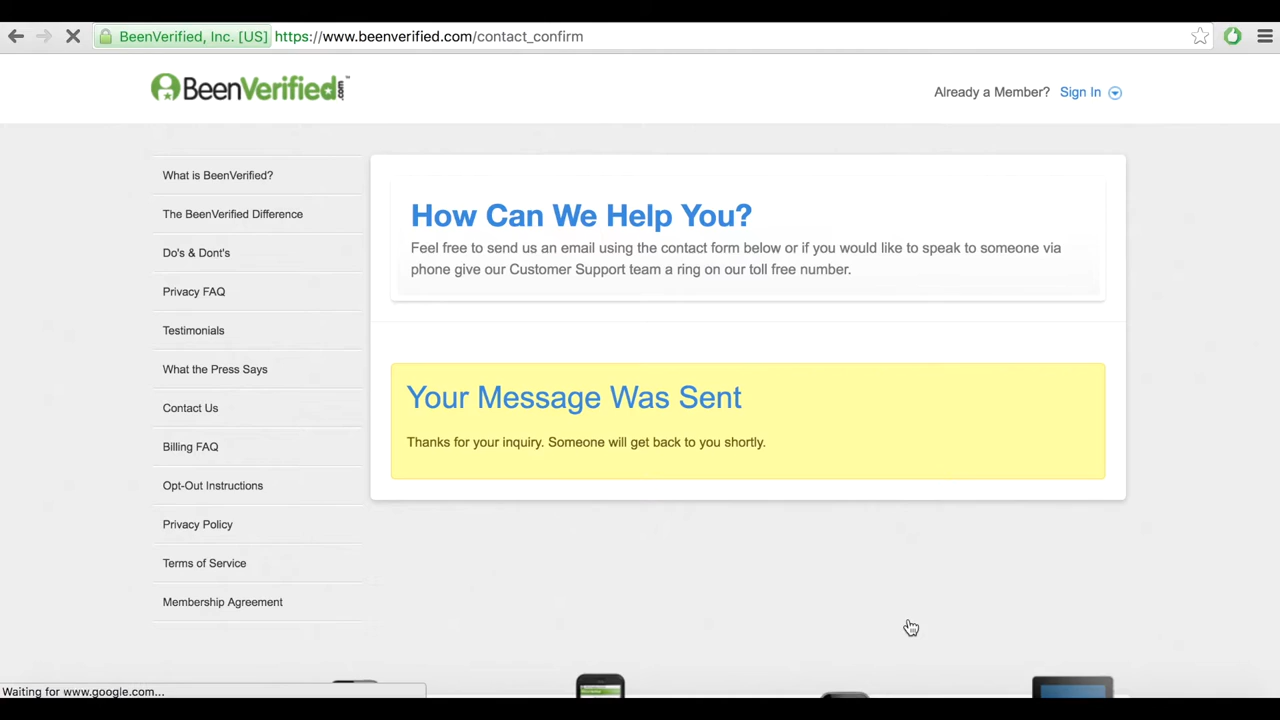 BeenVerified, Inc. [US] https://www.beenverified.com/contact_confirm
BeenVerified.com™
Already a Member? Sign In
What is BeenVerified?
The BeenVerified Difference
Do's & Dont's
Privacy FAQ
Testimonials
What the Press Says
Contact Us
Billing FAQ
Opt-Out Instructions
Privacy Policy
Terms of Service
Membership Agreement
How Can We Help You?
Feel free to send us an email using the contact form below or if you would like to speak to someone via
phone give our Customer Support team a ring on our toll free number.
Your Message Was Sent
Thanks for your inquiry. Someone will get back to you shortly.
Waiting for www.google.com...